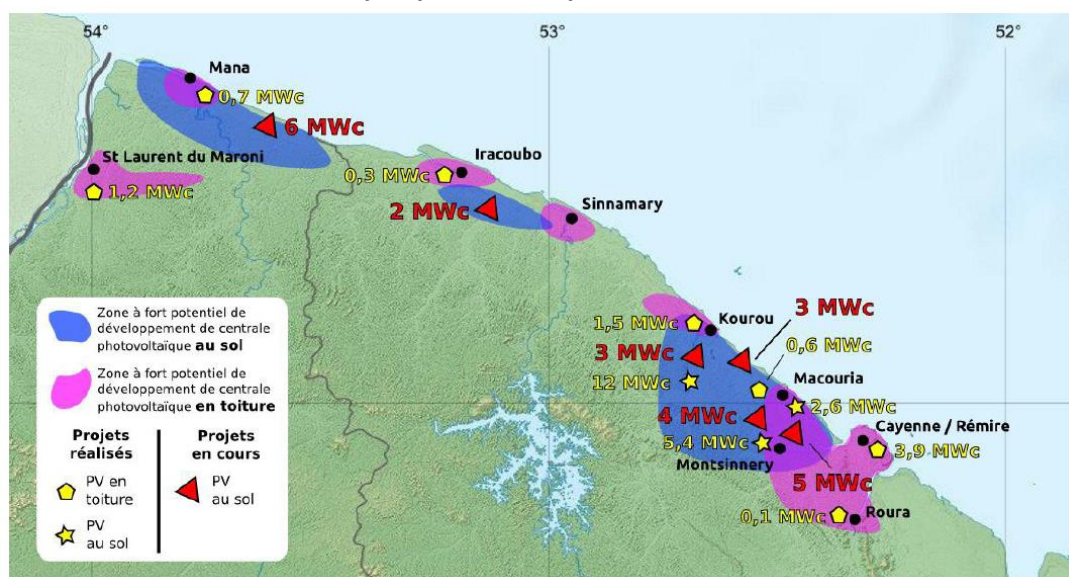 54°
53°
52°
Mana
0,7 MWc
6 MWc
St Laurent du Maroni
1,2 MWc
Iracoubo
0,3 MWc
2 MWc
Sinnamary
3 MWc
1,5 MWc
Kourou
3 MWc
0,6 MWc
12 MWc
Macouria
2,6 MWc
4 MWc
Cayenne / Rémire
5,4 MWc
3,9 MWc
Montsinnery
5 MWc
0,1 MWc
Roura
Zone à fort potentiel de
développement de centrale
photovoltaïque au sol
Zone à fort potentiel de
développement de centrale
photovoltaïque en toiture
Projets
réalisés
Projets
en cours
PV en
toiture
PV
au sol
PV
au sol